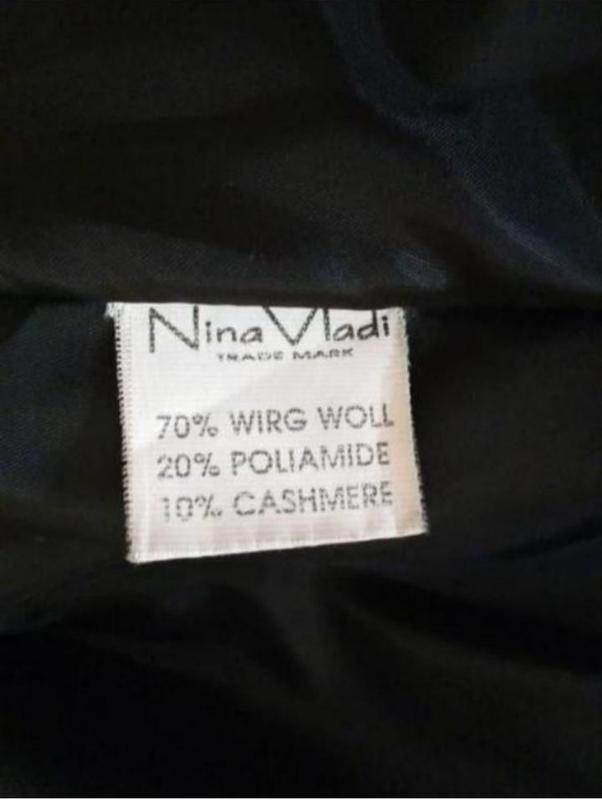 Nina Vladi
TRADE MARK
70% WIRG WOLL
20% POLIAMIDE
10% CASHMERE